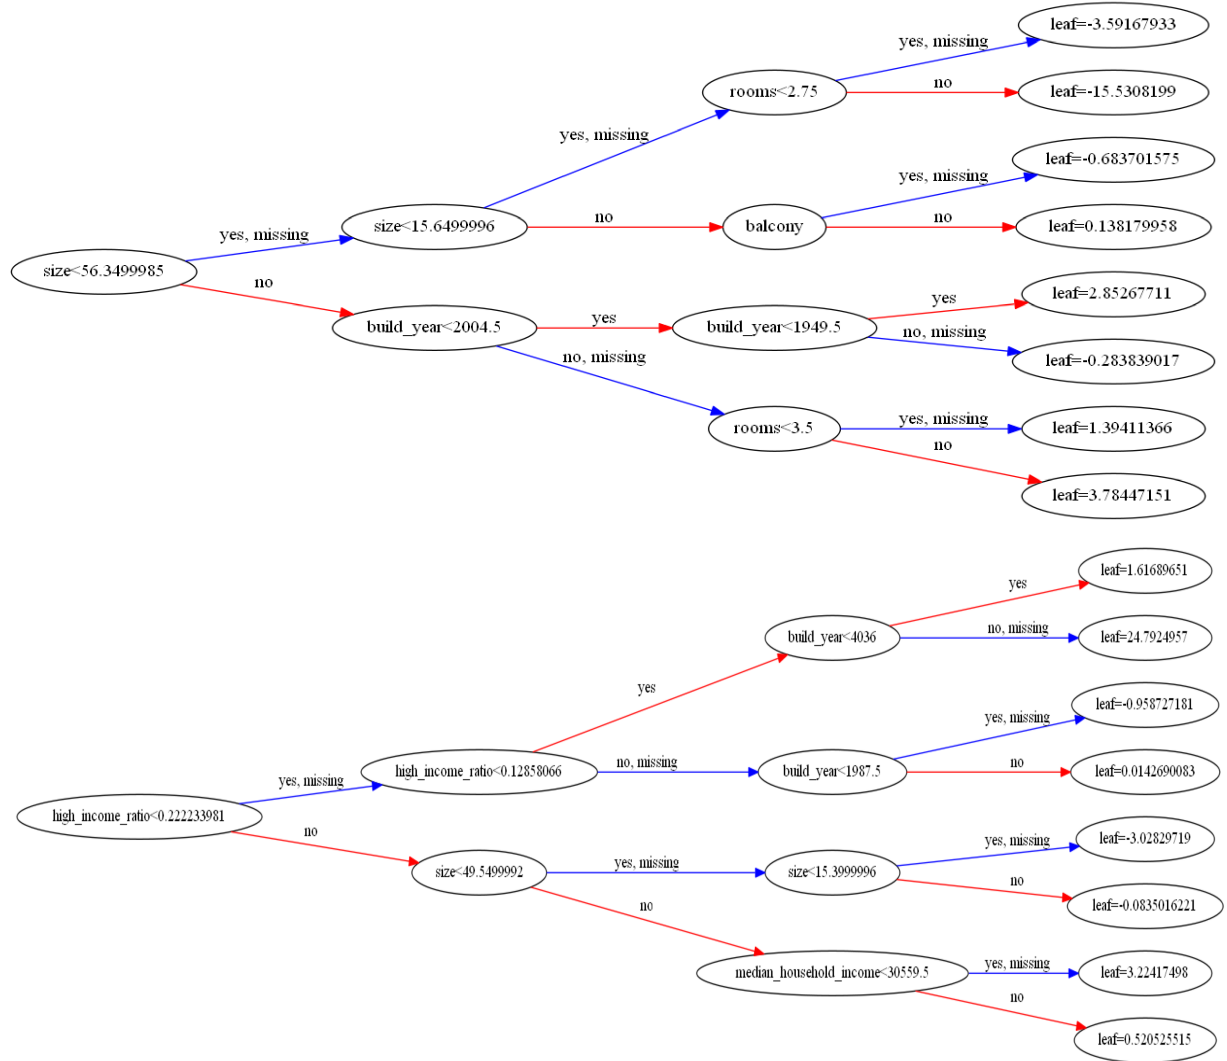 leaf=-3.59167933
yes, missing
rooms<2.75
no
leaf=-15.5308199
yes, missing
leaf=-0.683701575
yes, missing
size<15.6499996
no
balcony
no
leaf=0.138179958
yes, missing
size<56.3499985
no
leaf=2.85267711
yes
build_year<2004.5
yes
build_year<1949.5
no, missing
leaf=-0.283839017
no, missing
yes, missing
rooms<3.5
leaf=1.39411366
no
leaf=3.78447151
leaf=1.61689651
yes
build_year<4036
no, missing
leaf=24.7924957
yes
leaf=-0.958727181
yes, missing
high_income_ratio<0.12858066
no, missing
build_year<1987.5
no
leaf=0.0142690083
yes, missing
high_income_ratio<0.222233981
no
leaf=-3.02829719
yes, missing
size<49.5499992
yes, missing
size<15.3999996
no
leaf=-0.0835016221
no
yes, missing
median_household_income<30559.5
leaf=3.22417498
no
leaf=0.520525515